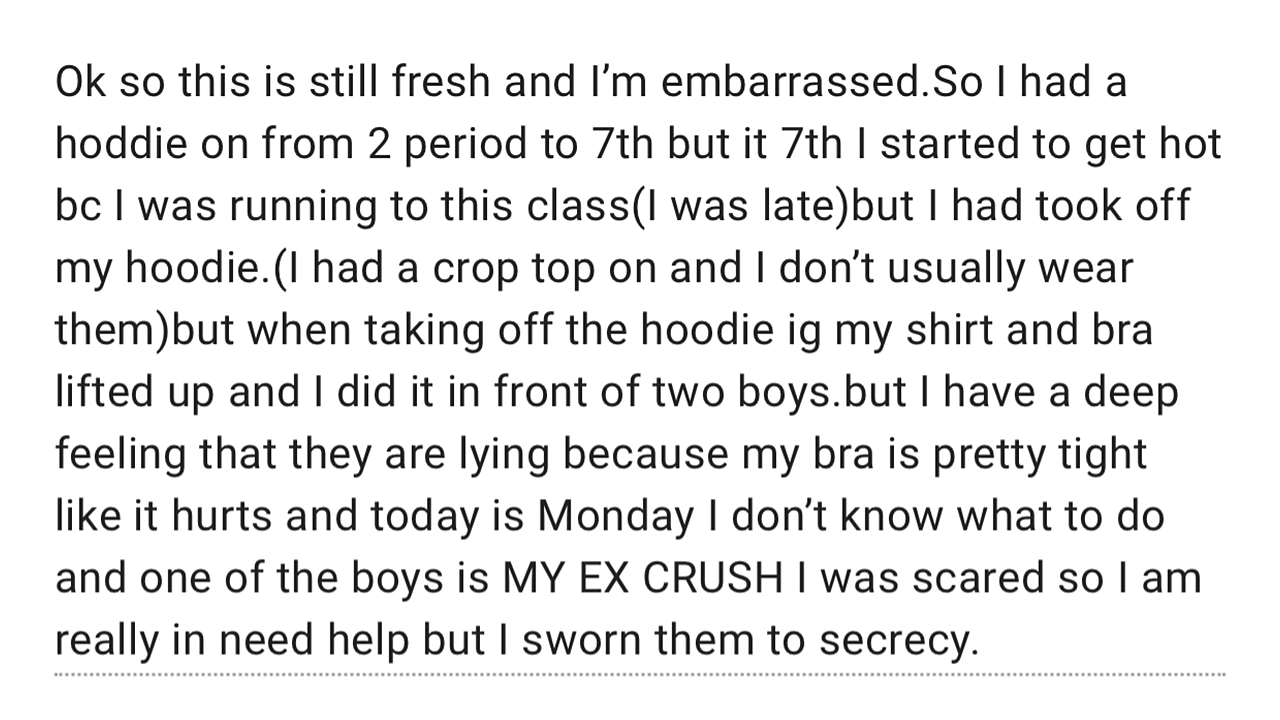 Ok so this is still fresh and I’m embarrassed.So I had a
hoddie on from 2 period to 7th but it 7th I started to get hot
bc I was running to this class(I was late)but I had took off
my hoodie.(I had a crop top on and I don’t usually wear
them)but when taking off the hoodie ig my shirt and bra
lifted up and I did it in front of two boys.but I have a deep
feeling that they are lying because my bra is pretty tight
like it hurts and today is Monday I don’t know what to do
and one of the boys is MY EX CRUSH I was scared so I am
really in need help but I sworn them to secrecy.